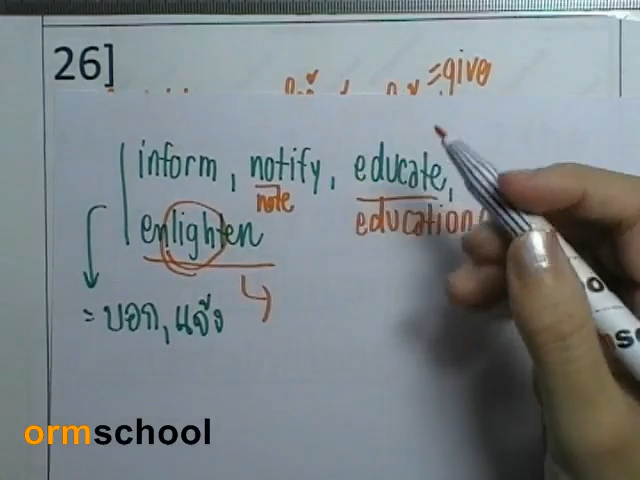 26]
=give
inform, notify, educate,
note
enlighten
education
= บอก, แจ้ง
ormschool